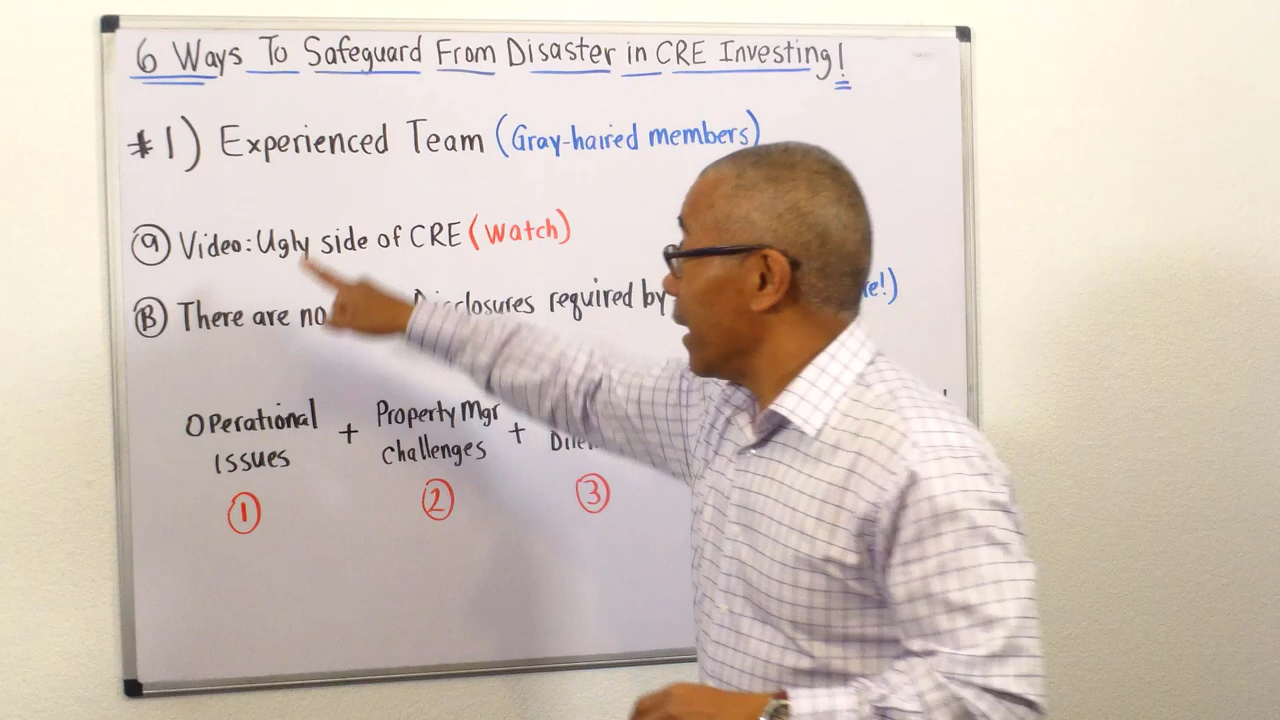 6 Ways To Safeguard From Disaster in CRE Investing!
#1) Experienced Team (Gray-haired members)
a Video: Ugly side of CRE (Watch)
B There are no Disclosures required by e!)
Operational + Property Mgr +
Issues challenges
1 2 3